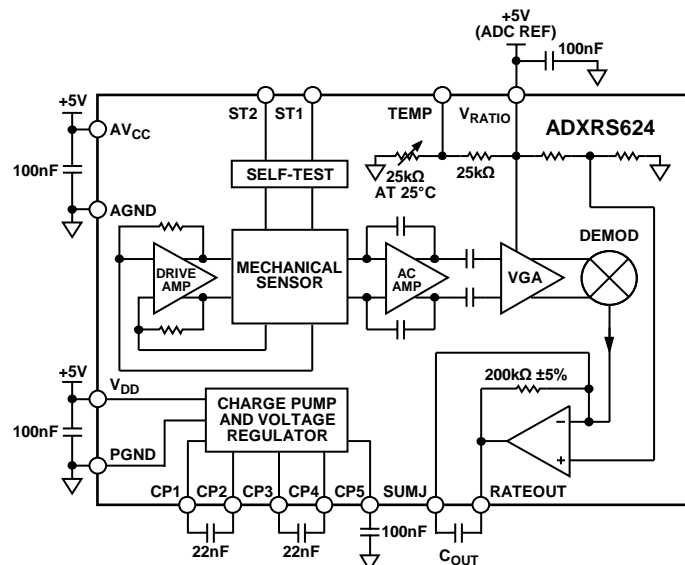 +5V
(ADC REF)
100nF
+5V
ST2
ST1
TEMP
VRATIO
ADXRS624
AVCC
100nF
25kΩ
AT 25°C
25kΩ
SELF-TEST
AGND
DEMOD
DRIVE
AMP
MECHANICAL
SENSOR
AC
AMP
VGA
+5V
VDD
200kΩ ±5%
100nF
CHARGE PUMP
AND VOLTAGE
REGULATOR
–
+
PGND
CP1
CP2
CP3
CP4
CP5
SUMJ
RATEOUT
22nF
22nF
100nF
COUT